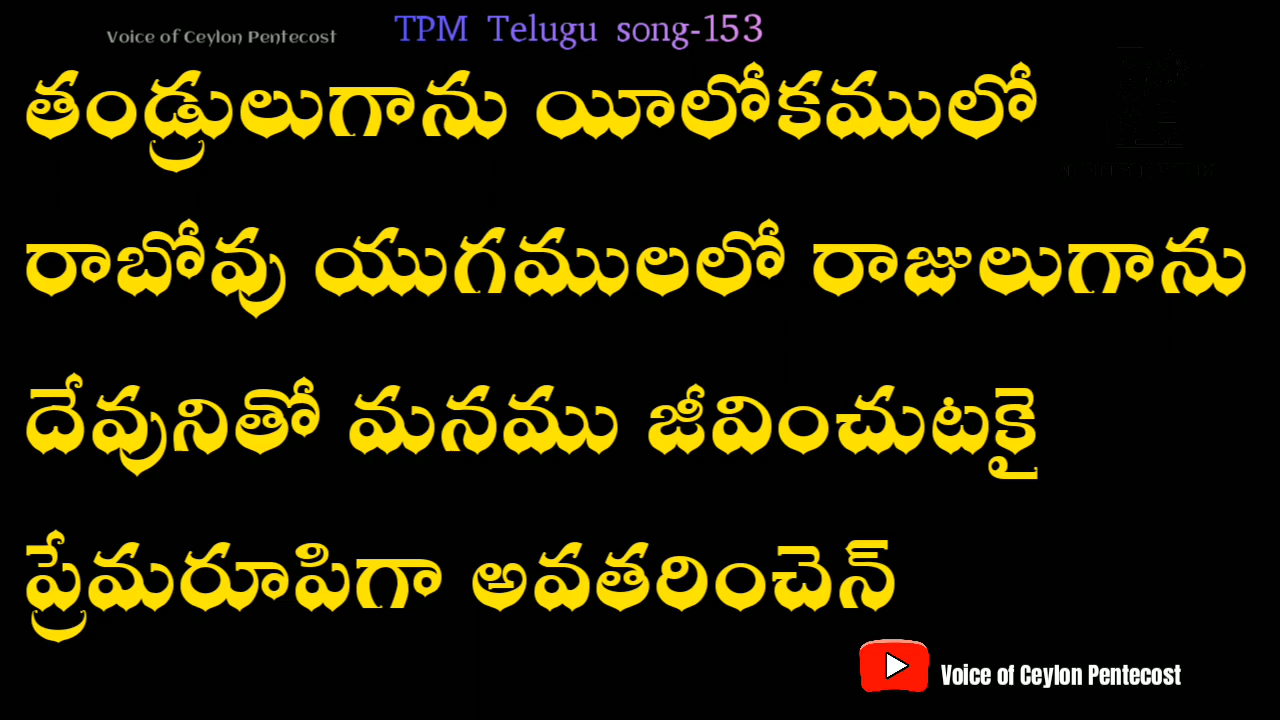 Voice of Ceylon Pentecost
TPM Telugu song-153
తండ్రులుగాను యీలోకములో
రాబోవు యుగములలో రాజులుగాను
దేవునితో మనము జీవించుటకై
ప్రేమరూపిగా అవతరించెన్
Voice of Ceylon Pentecost